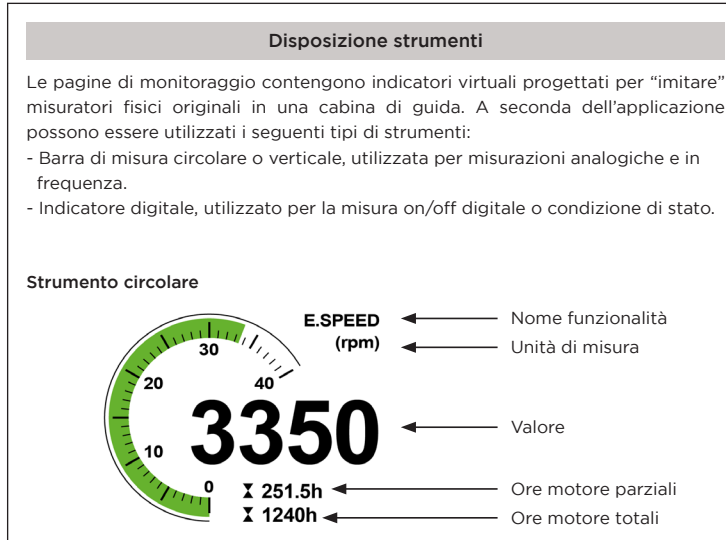 Disposizione strumenti
Le pagine di monitoraggio contengono indicatori virtuali progettati per “imitare”
misuratori fisici originali in una cabina di guida. A seconda dell’applicazione
possono essere utilizzati i seguenti tipi di strumenti:
- Barra di misura circolare o verticale, utilizzata per misurazioni analogiche e in
frequenza.
- Indicatore digitale, utilizzato per la misura on/off digitale o condizione di stato.
Strumento circolare
E.SPEED
Nome funzionalità
(rpm)
Unità di misura
30
40
20
3350
Valore
10
0
251.5h
Ore motore parziali
1240h
Ore motore totali